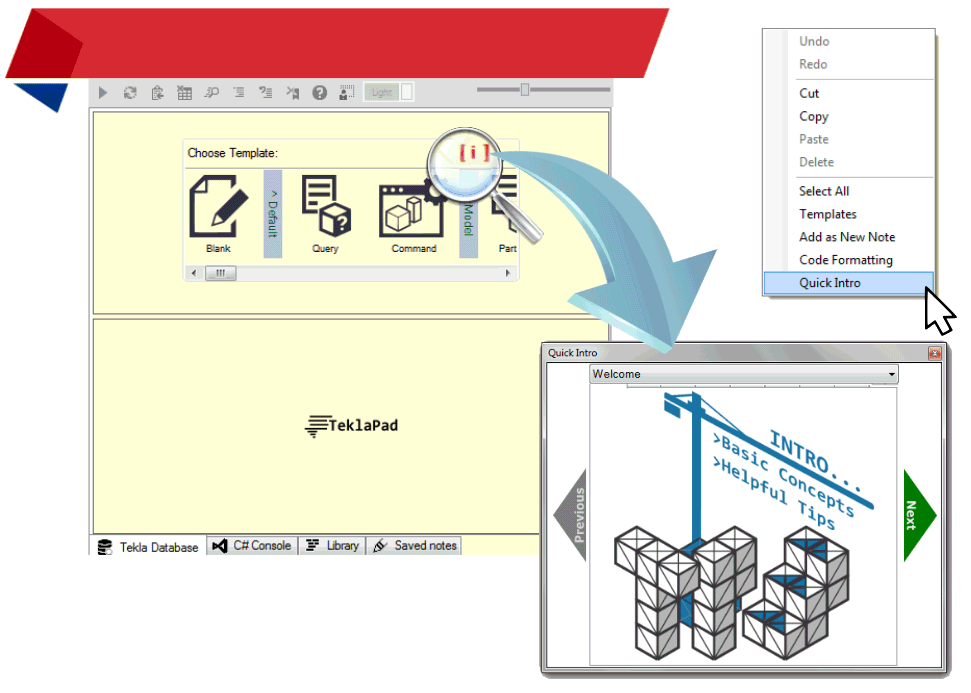 Light
Choose Template:
[ i ]
Blank
> Default
Query
Command
Model
Part
TeklaPad
Tekla Database
C# Console
Library
Saved notes
Undo
Redo
Cut
Copy
Paste
Delete
Select All
Templates
Add as New Note
Code Formatting
Quick Intro
Quick Intro
Welcome
INTRO...
>Basic Concepts
>Helpful Tips
Previous
Next